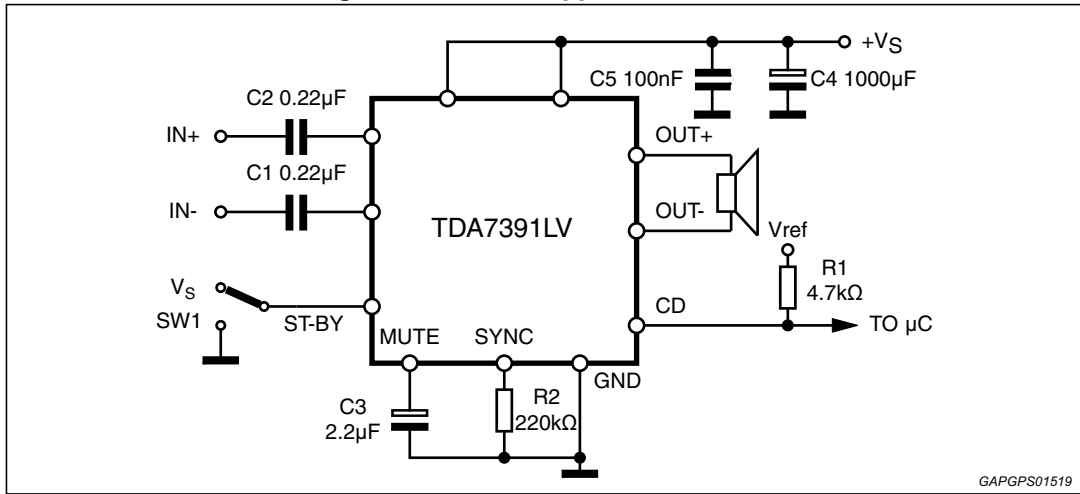 +VS
C5 100nF
C4 1000µF
C2 0.22µF
IN+
OUT+
C1 0.22µF
IN-
OUT-
TDA7391LV
Vref
R1
4.7kΩ
VS
SW1
ST-BY
CD
TO µC
MUTE
SYNC
GND
C3
2.2µF
R2
220kΩ
GAPGPS01519